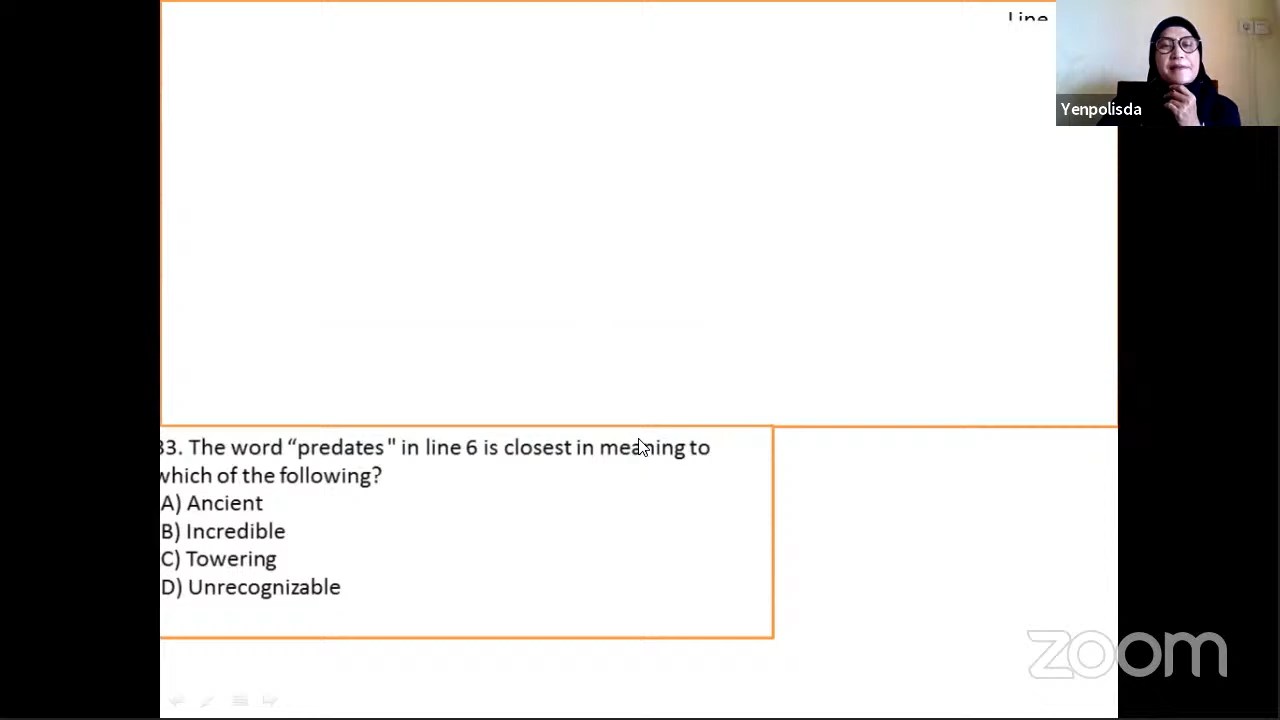 Line
Yenpolisda
33. The word “predates" in line 6 is closest in meaning to
which of the following?
A) Ancient
B) Incredible
C) Towering
D) Unrecognizable
zoom